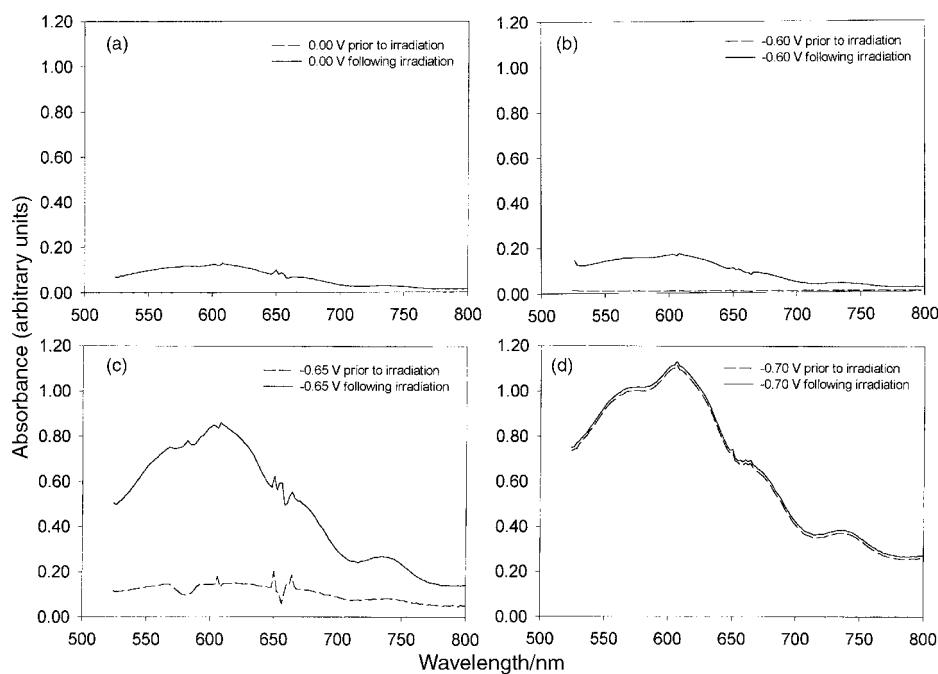 1.20
(a)
0.00 V prior to irradiation
0.00 V following irradiation
1.00
0.80
0.60
0.40
0.20
0.00
500 550 600 650 700 750 800
1.20
(b)
-0.60 V prior to irradiation
-0.60 V following irradiation
1.00
0.80
0.60
0.40
0.20
0.00
500 550 600 650 700 750 800
Absorbance (arbitrary units)
1.20
(c)
-0.65 V prior to irradiation
-0.65 V following irradiation
1.00
0.80
0.60
0.40
0.20
0.00
500 550 600 650 700 750 800
1.20
(d)
-0.70 V prior to irradiation
-0.70 V following irradiation
1.00
0.80
0.60
0.40
0.20
0.00
500 550 600 650 700 750 800
Wavelength/nm